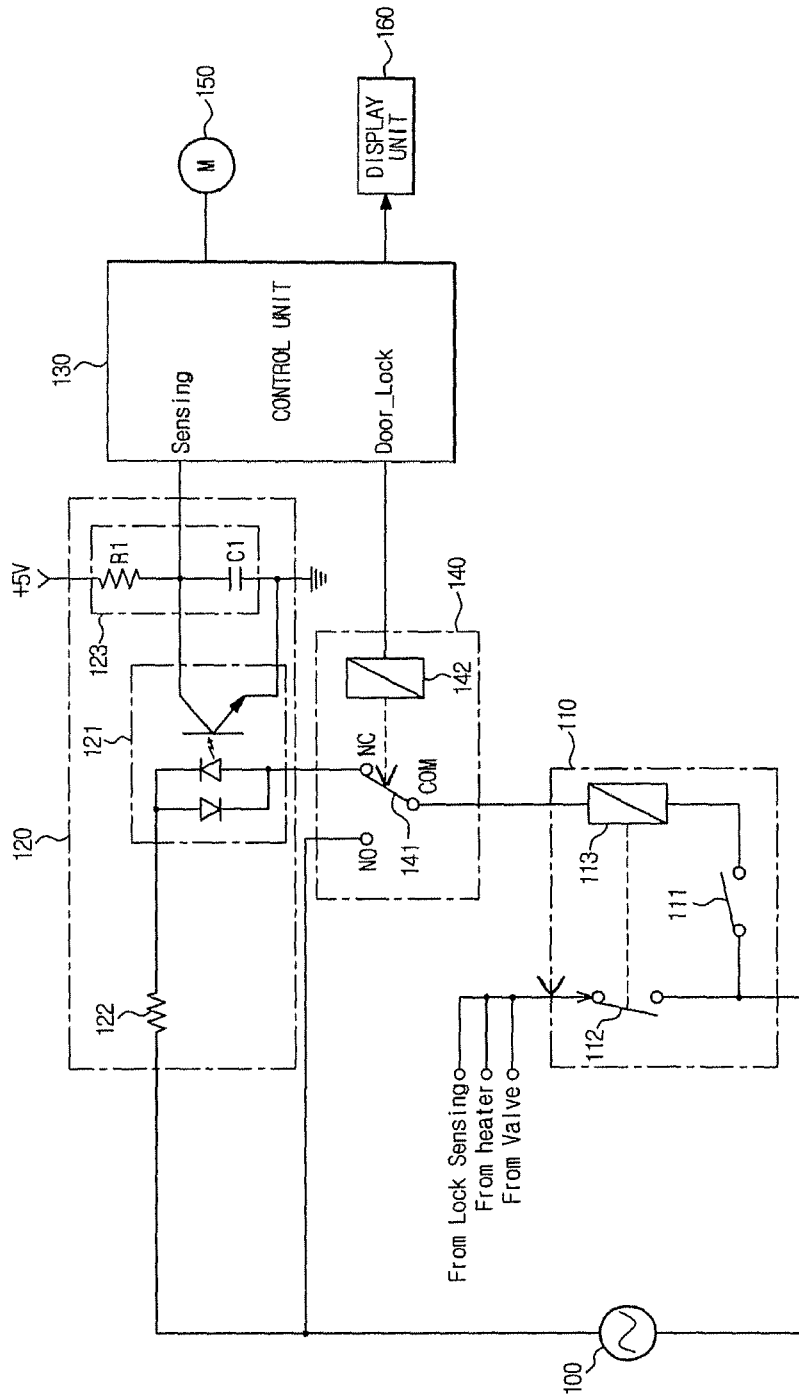 120
122
121
123
+5V
R1
C1
130
Sensing
CONTROL UNIT
Door_Lock
150
M
160
DISPLAY
UNIT
140
142
NC
NO
141
COM
110
113
111
112
From Lock Sensing
From heater
From Valve
100